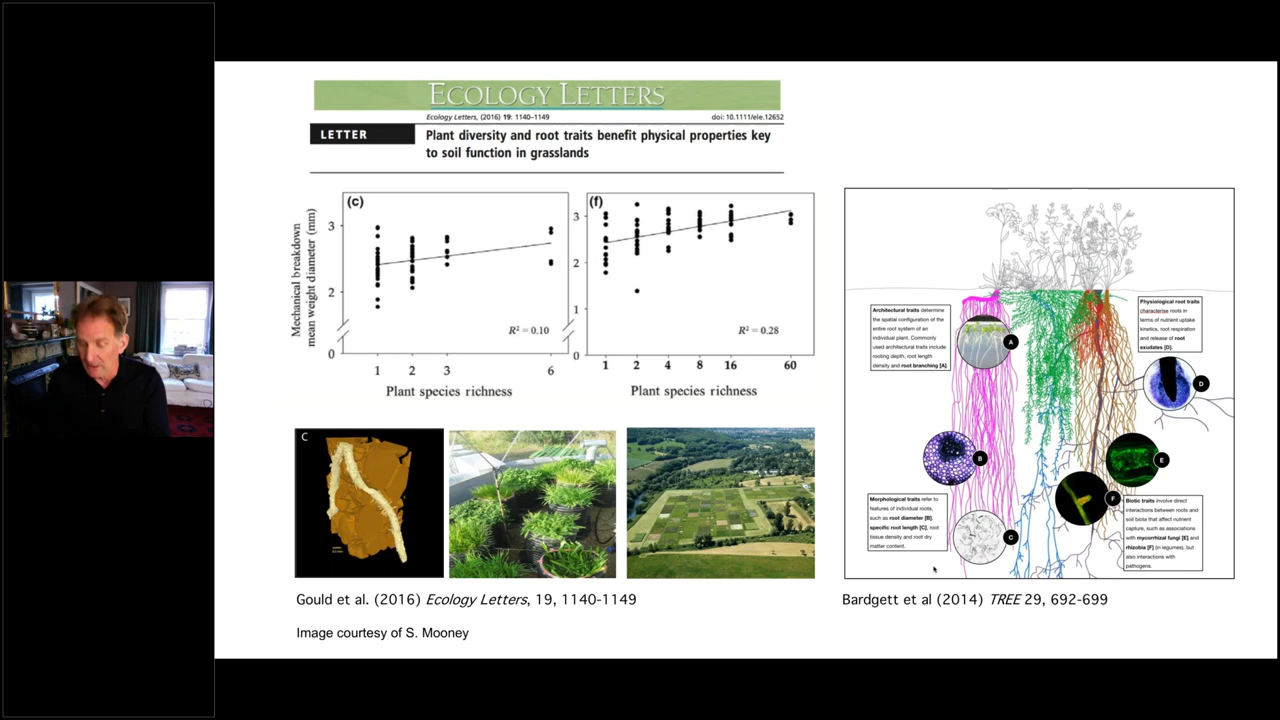 ECOLOGY LETTERS
Ecology Letters, (2016) 19: 1140–1149
doi: 10.1111/ele.12652
LETTER
Plant diversity and root traits benefit physical properties key
to soil function in grasslands
(c)
Mechanical breakdown
mean weight diameter (mm)
3
2
0
R² = 0.10
1 2 3 6
Plant species richness
(f)
3
2
1
0
R² = 0.28
1 2 4 8 16 60
Plant species richness
C
Gould et al. (2016) Ecology Letters, 19, 1140-1149
Image courtesy of S. Mooney
Architectural traits determine
the spatial configuration of the
entire root system of an
individual plant. Commonly
used architectural traits include
rooting depth, root length
density and root branching [A].
A
Physiological root traits
characterise roots in
terms of nutrient uptake
kinetics, root respiration
and release of root
exudates [D].
D
B
E
F
Morphological traits refer to
features of individual roots,
such as root diameter [B],
specific root length [C], root
tissue density and root dry
matter content.
C
Biotic traits involve direct
interactions between roots and
soil biota that affect nutrient
capture, such as associations
with mycorrhizal fungi [E] and
rhizobia [F] (in legumes), but
also interactions with
pathogens.
Bardgett et al (2014) TREE 29, 692-699